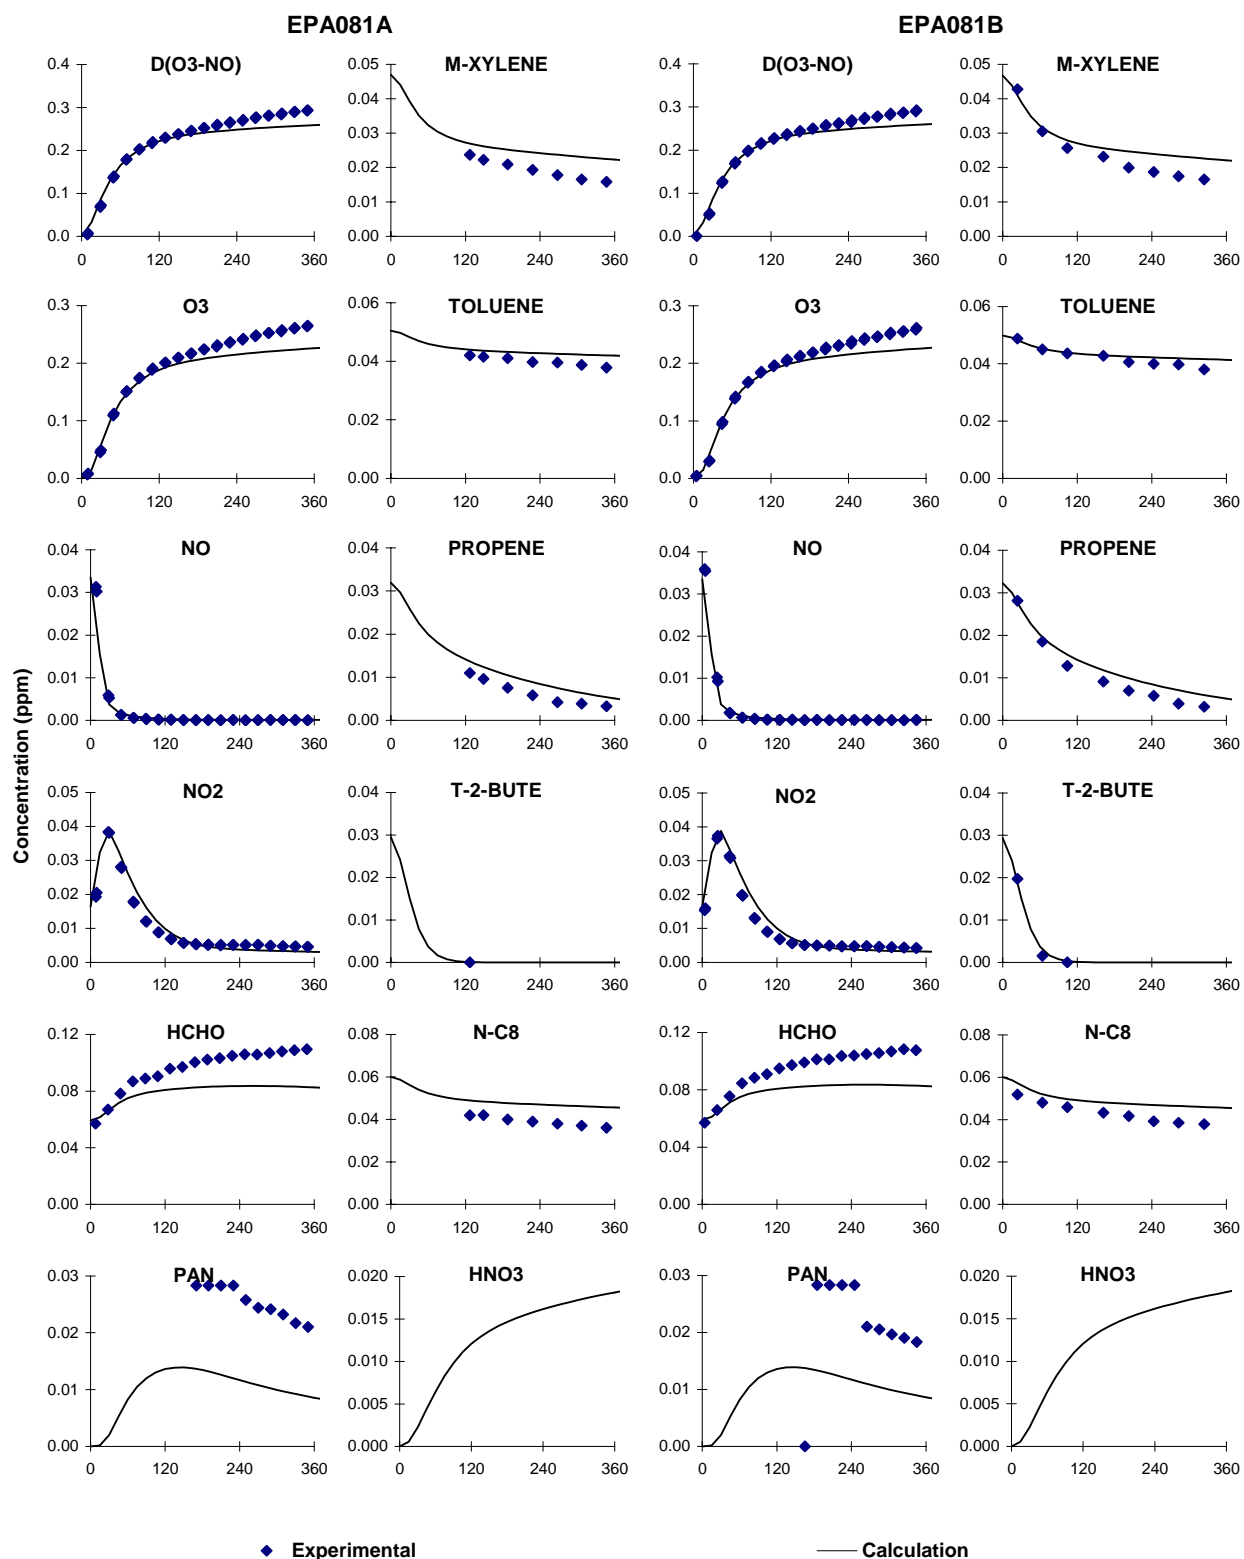 EPA081A EPA081B
D(O3-NO) M-XYLENE D(O3-NO) M-XYLENE
0.4 0.05 0.4 0.05
0.3 0.04 0.3 0.04
0.2 0.03 0.2 0.03
0.02 0.02
0.1 0.01 0.1 0.01
0.0 0.00 0.0 0.00
0 120 240 360 0 120 240 360 0 120 240 360 0 120 240 360
O3 TOLUENE O3 TOLUENE
0.3 0.06 0.3 0.06
0.2 0.04 0.2 0.04
0.1 0.02 0.1 0.02
0.0 0.00 0.0 0.00
0 120 240 360 0 120 240 360 0 120 240 360 0 120 240 360
NO PROPENE NO PROPENE
0.04 0.04 0.04 0.04
0.03 0.03 0.03 0.03
0.02 0.02 0.02 0.02
0.01 0.01 0.01 0.01
0.00 0.00 0.00 0.00
0 120 240 360 0 120 240 360 0 120 240 360 0 120 240 360
Concentration (ppm)
NO2 T-2-BUTE NO2 T-2-BUTE
0.05 0.04 0.05 0.04
0.04 0.03 0.04 0.03
0.03 0.02 0.03 0.02
0.02 0.02
0.01 0.01 0.01 0.01
0.00 0.00 0.00 0.00
0 120 240 360 0 120 240 360 0 120 240 360 0 120 240 360
HCHO N-C8 HCHO N-C8
0.12 0.08 0.12 0.08
0.08 0.06 0.08 0.06
0.04 0.04
0.04 0.02 0.04 0.02
0.00 0.00 0.00 0.00
0 120 240 360 0 120 240 360 0 120 240 360 0 120 240 360
PAN HNO3 PAN HNO3
0.03 0.020 0.03 0.020
0.02 0.015 0.02 0.015
0.010 0.010
0.01 0.005 0.01 0.005
0.00 0.000 0.00 0.000
0 120 240 360 0 120 240 360 0 120 240 360 0 120 240 360
Experimental Calculation